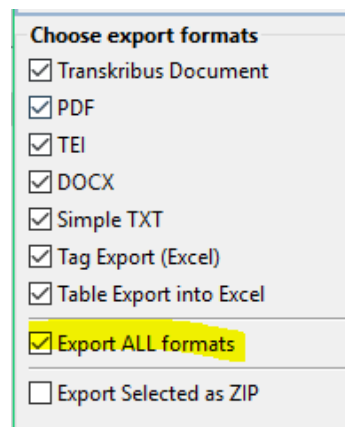 Choose export formats
Transkribus Document
PDF
TEI
DOCX
Simple TXT
Tag Export (Excel)
Table Export into Excel
Export ALL formats
Export Selected as ZIP